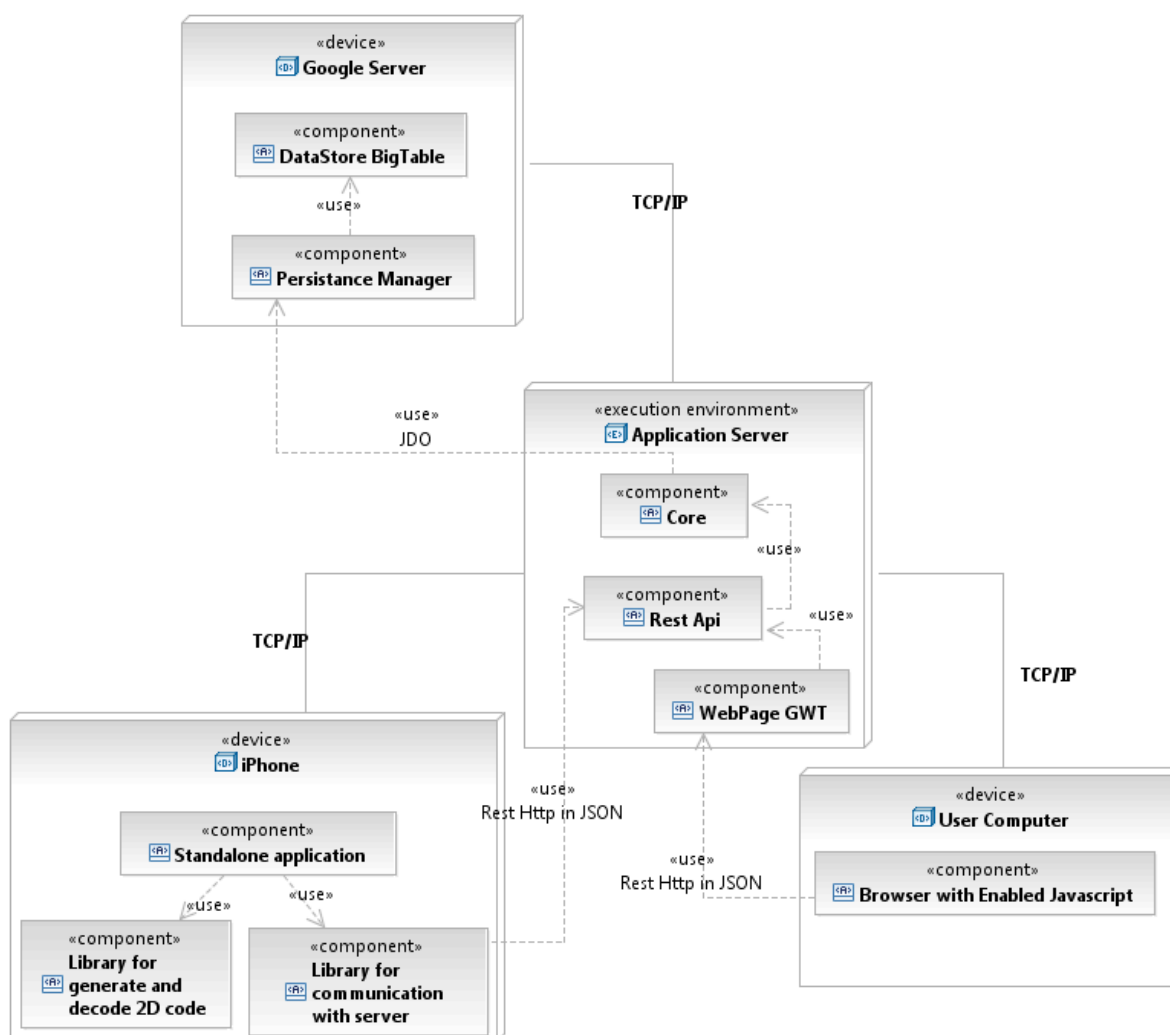 «device»
Google Server
«component»
DataStore BigTable
«use»
«component»
Persistance Manager
TCP/IP
«use»
JDO
«execution environment»
Application Server
«component»
Core
«use»
«component»
Rest Api
«use»
«component»
WebPage GWT
TCP/IP
TCP/IP
«device»
iPhone
«component»
Standalone application
«use»
«use»
«component»
Library for
generate and
decode 2D code
«component»
Library for
communication
with server
«use»
Rest Http in JSON
«use»
Rest Http in JSON
«device»
User Computer
«component»
Browser with Enabled Javascript